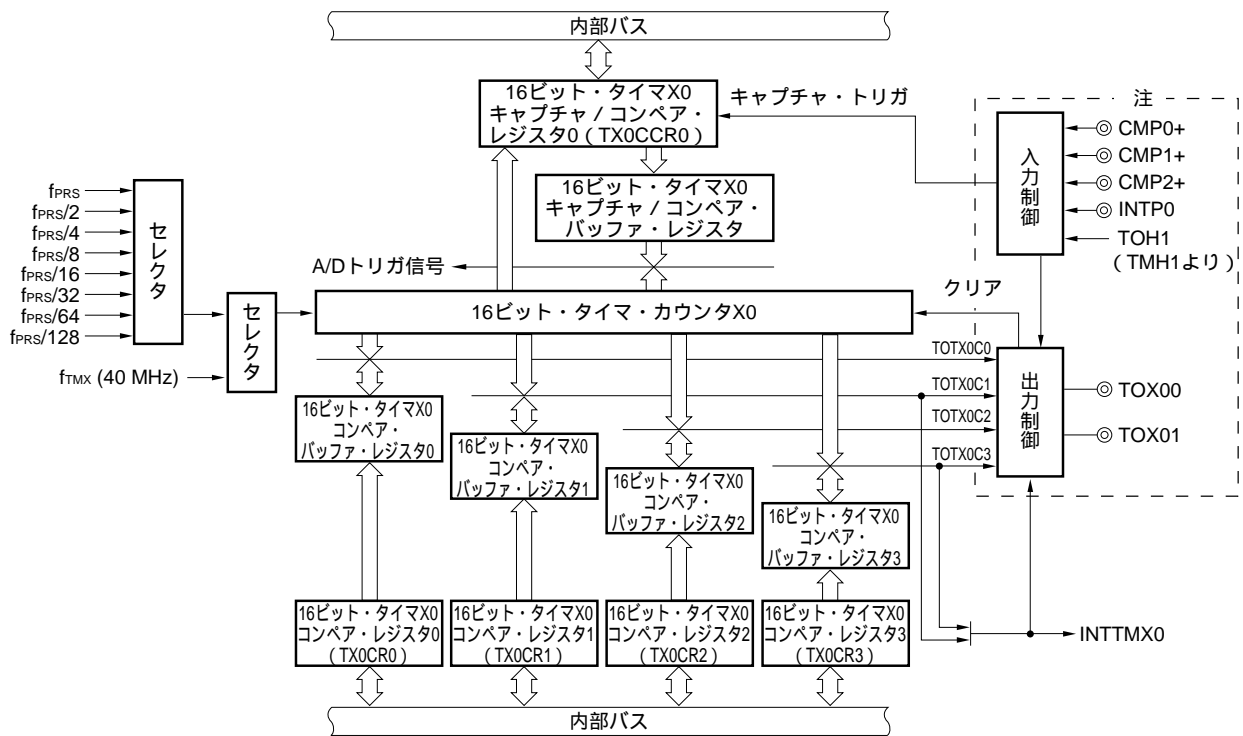 内部バス
16ビット・タイマX0
キャプチャ / コンペア・
レジスタ0（TX0CCR0）
キャプチャ・トリガ
注
入力制御
CMP0+
CMP1+
CMP2+
INTP0
TOH1
（TMH1より）
16ビット・タイマX0
キャプチャ / コンペア・
バッファ・レジスタ
fPRS
fPRS/2
fPRS/4
fPRS/8
fPRS/16
fPRS/32
fPRS/64
fPRS/128
セレクタ
fTMX (40 MHz)
セレクタ
A/Dトリガ信号
クリア
16ビット・タイマ・カウンタX0
TOTX0C0
TOTX0C1
TOTX0C2
TOTX0C3
出力制御
TOX00
TOX01
16ビット・タイマX0
コンペア・
バッファ・レジスタ0
16ビット・タイマX0
コンペア・
バッファ・レジスタ1
16ビット・タイマX0
コンペア・
バッファ・レジスタ2
16ビット・タイマX0
コンペア・
バッファ・レジスタ3
16ビット・タイマX0
コンペア・レジスタ0
（TX0CR0）
16ビット・タイマX0
コンペア・レジスタ1
（TX0CR1）
16ビット・タイマX0
コンペア・レジスタ2
（TX0CR2）
16ビット・タイマX0
コンペア・レジスタ3
（TX0CR3）
INTTMX0
内部バス